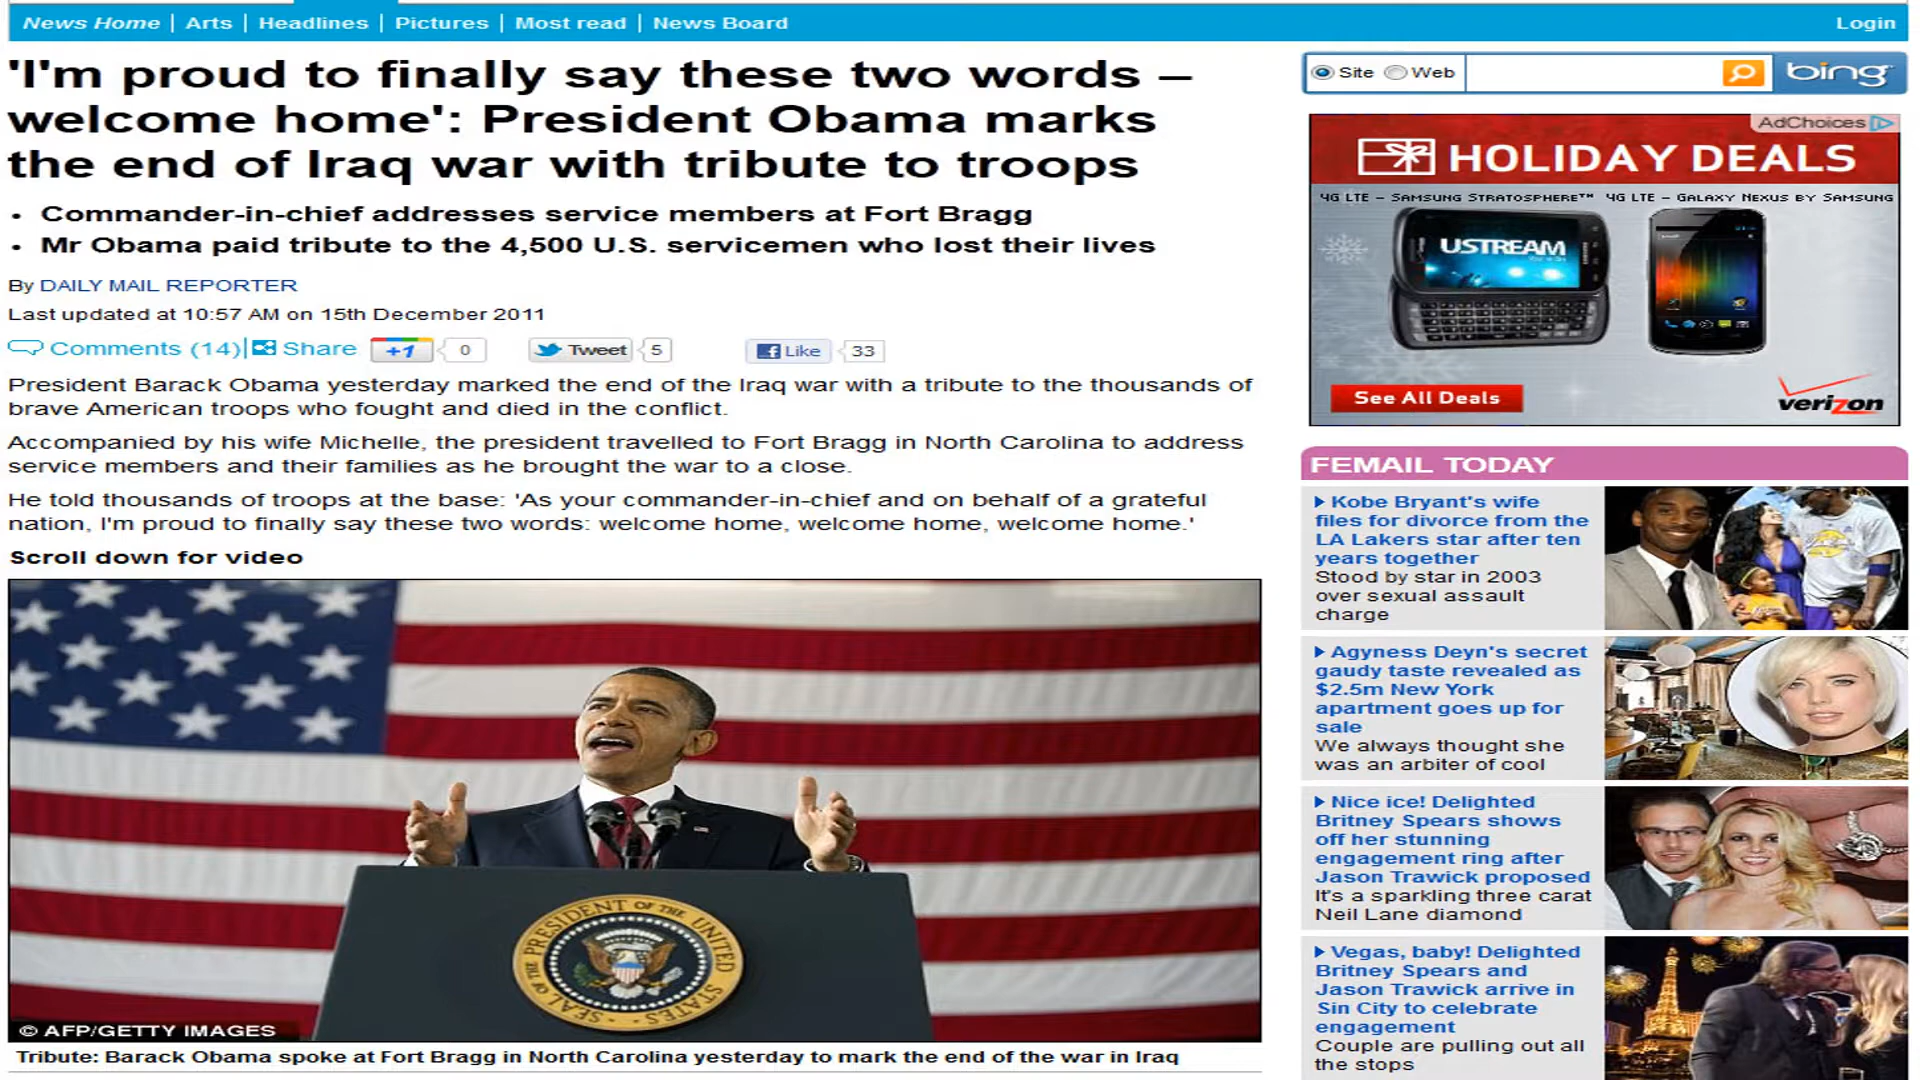 News Home | Arts | Headlines | Pictures | Most read | News Board
Login
'I'm proud to finally say these two words –
welcome home': President Obama marks
the end of Iraq war with tribute to troops
• Commander-in-chief addresses service members at Fort Bragg
• Mr Obama paid tribute to the 4,500 U.S. servicemen who lost their lives
By DAILY MAIL REPORTER
Last updated at 10:57 AM on 15th December 2011
Comments (14) | Share +1 0 Tweet 5 Like 33
President Barack Obama yesterday marked the end of the Iraq war with a tribute to the thousands of
brave American troops who fought and died in the conflict.
Accompanied by his wife Michelle, the president travelled to Fort Bragg in North Carolina to address
service members and their families as he brought the war to a close.
He told thousands of troops at the base: 'As your commander-in-chief and on behalf of a grateful
nation, I'm proud to finally say these two words: welcome home, welcome home, welcome home.'
Scroll down for video
SEAL OF THE PRESIDENT OF THE UNITED STATES
© AFP/GETTY IMAGES
Tribute: Barack Obama spoke at Fort Bragg in North Carolina yesterday to mark the end of the war in Iraq
Site Web bing
AdChoices
HOLIDAY DEALS
4G LTE – SAMSUNG STRATOSPHERE™ 4G LTE – GALAXY NEXUS BY SAMSUNG
USTREAM
See All Deals
verizon
FEMAIL TODAY
Kobe Bryant's wife
files for divorce from the
LA Lakers star after ten
years together
Stood by star in 2003
over sexual assault
charge
Agyness Deyn's secret
gaudy taste revealed as
$2.5m New York
apartment goes up for
sale
We always thought she
was an arbiter of cool
Nice ice! Delighted
Britney Spears shows
off her stunning
engagement ring after
Jason Trawick proposed
It's a sparkling three carat
Neil Lane diamond
Vegas, baby! Delighted
Britney Spears and
Jason Trawick arrive in
Sin City to celebrate
engagement
Couple are pulling out all
the stops